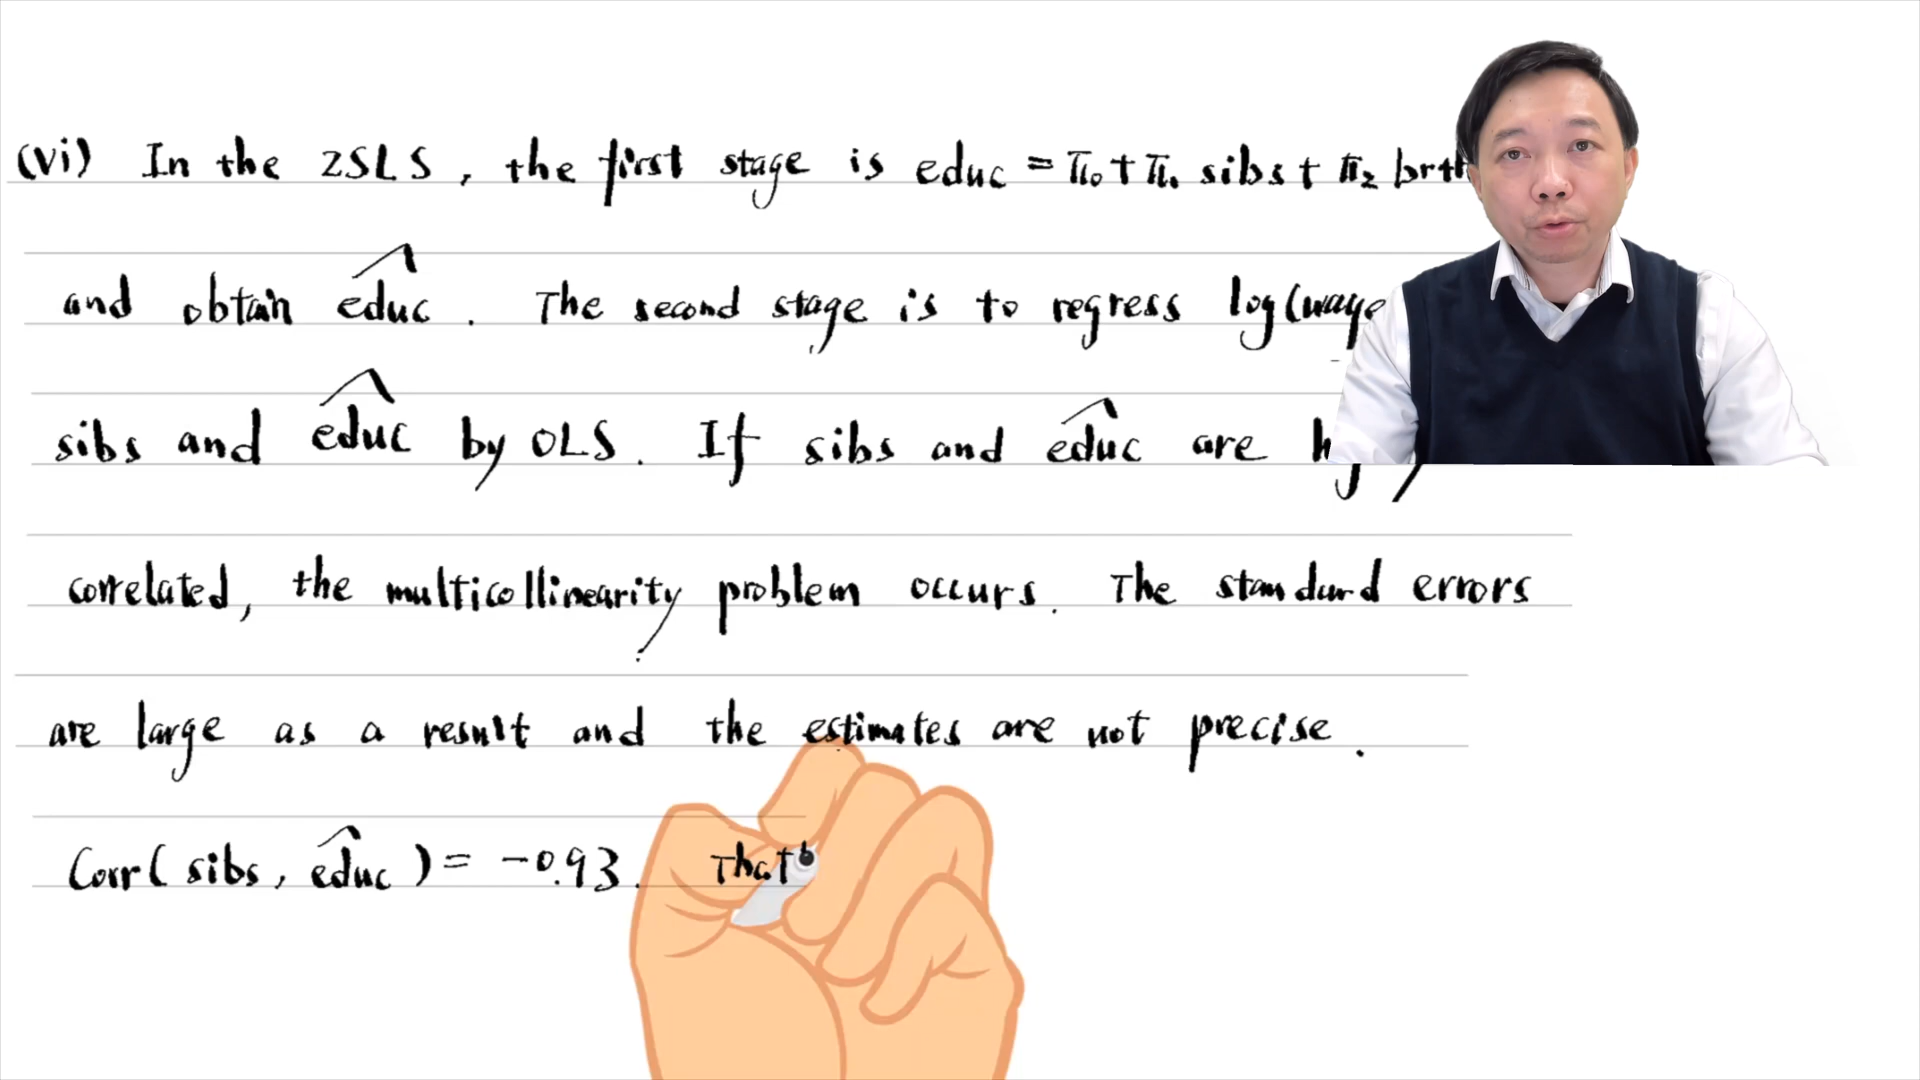 (vi) In the 2SLS, the first stage is educ = π₀ + π₁ sibs + π₂
and obtain educ^. The second stage is to regress log(wage
sibs and educ^ by OLS. If sibs and educ^ are
correlated, the multicollinearity problem occurs. The standard errors
are large as a result and the estimates are not precise.
Corr(sibs, educ^) = -0.93. That